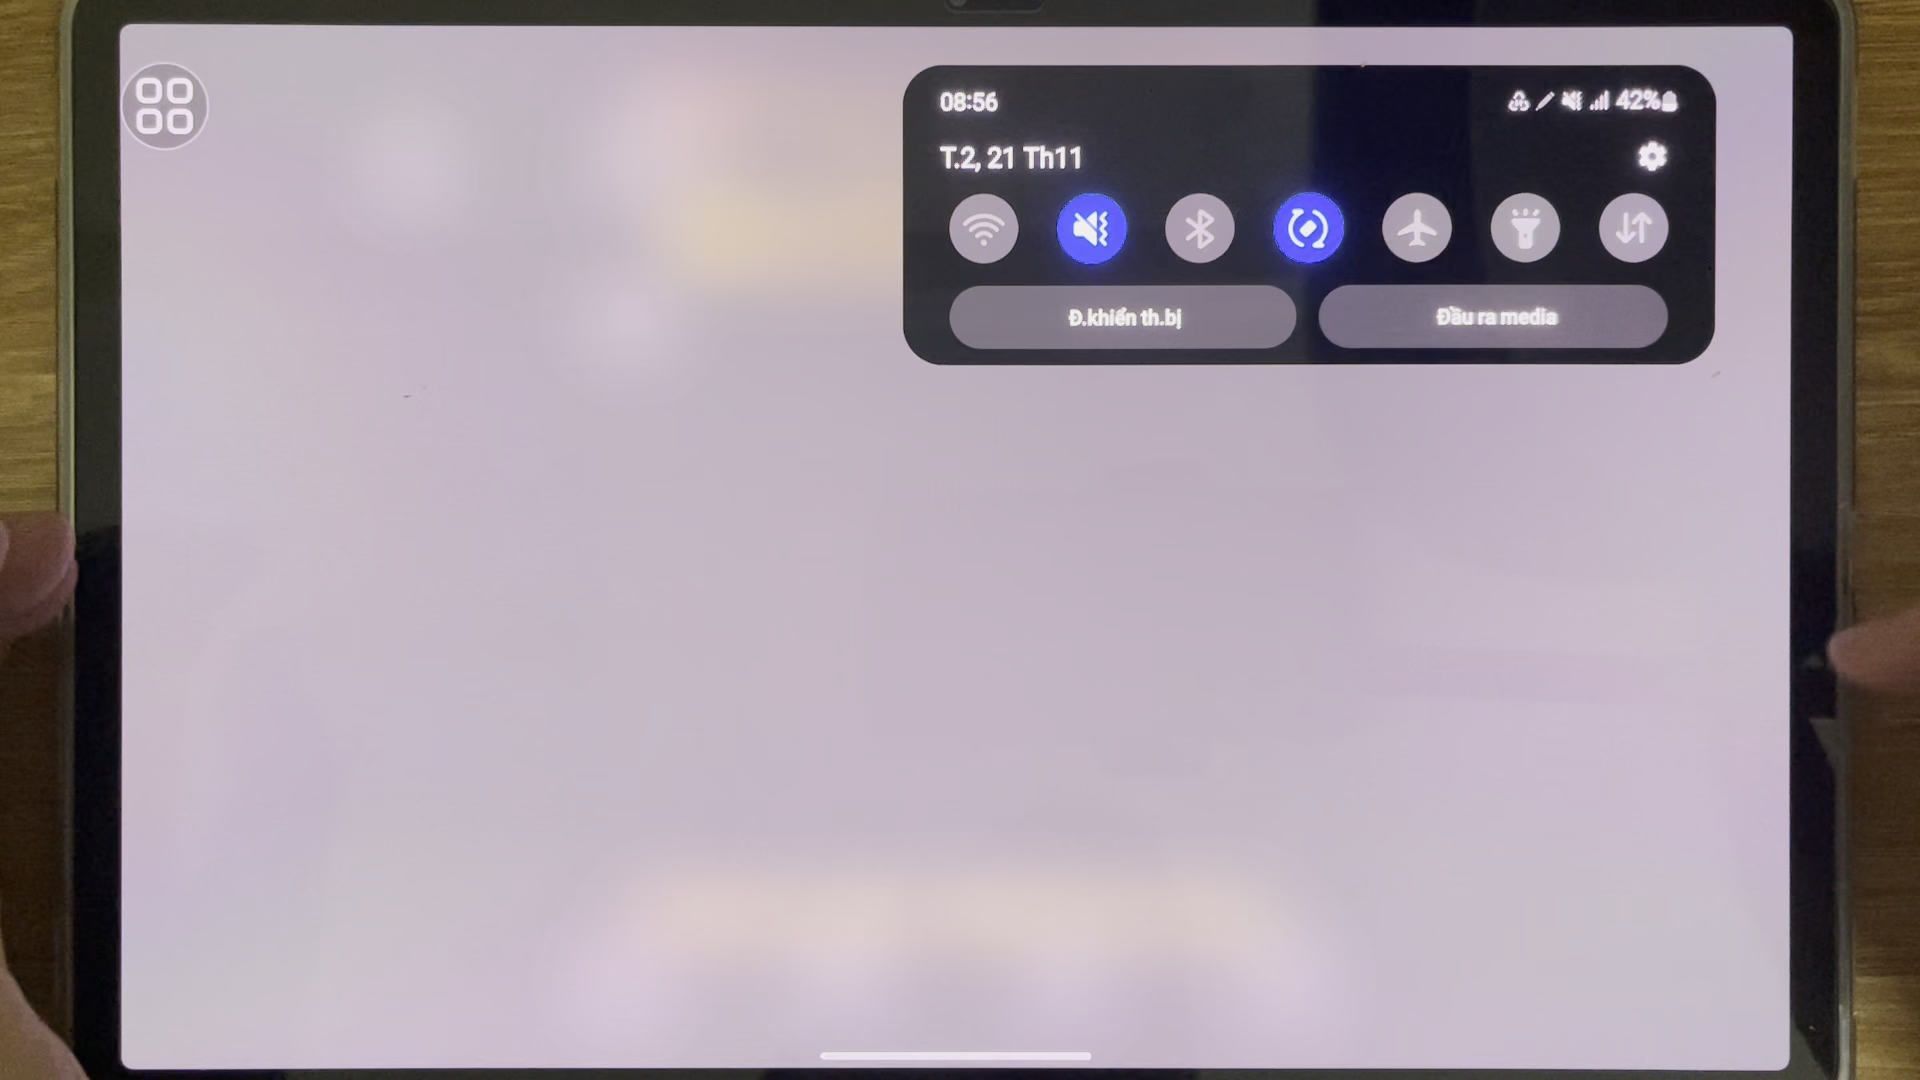 08:56
42%
T.2, 21 Th11
Đ.khiển th.bị
Đầu ra media